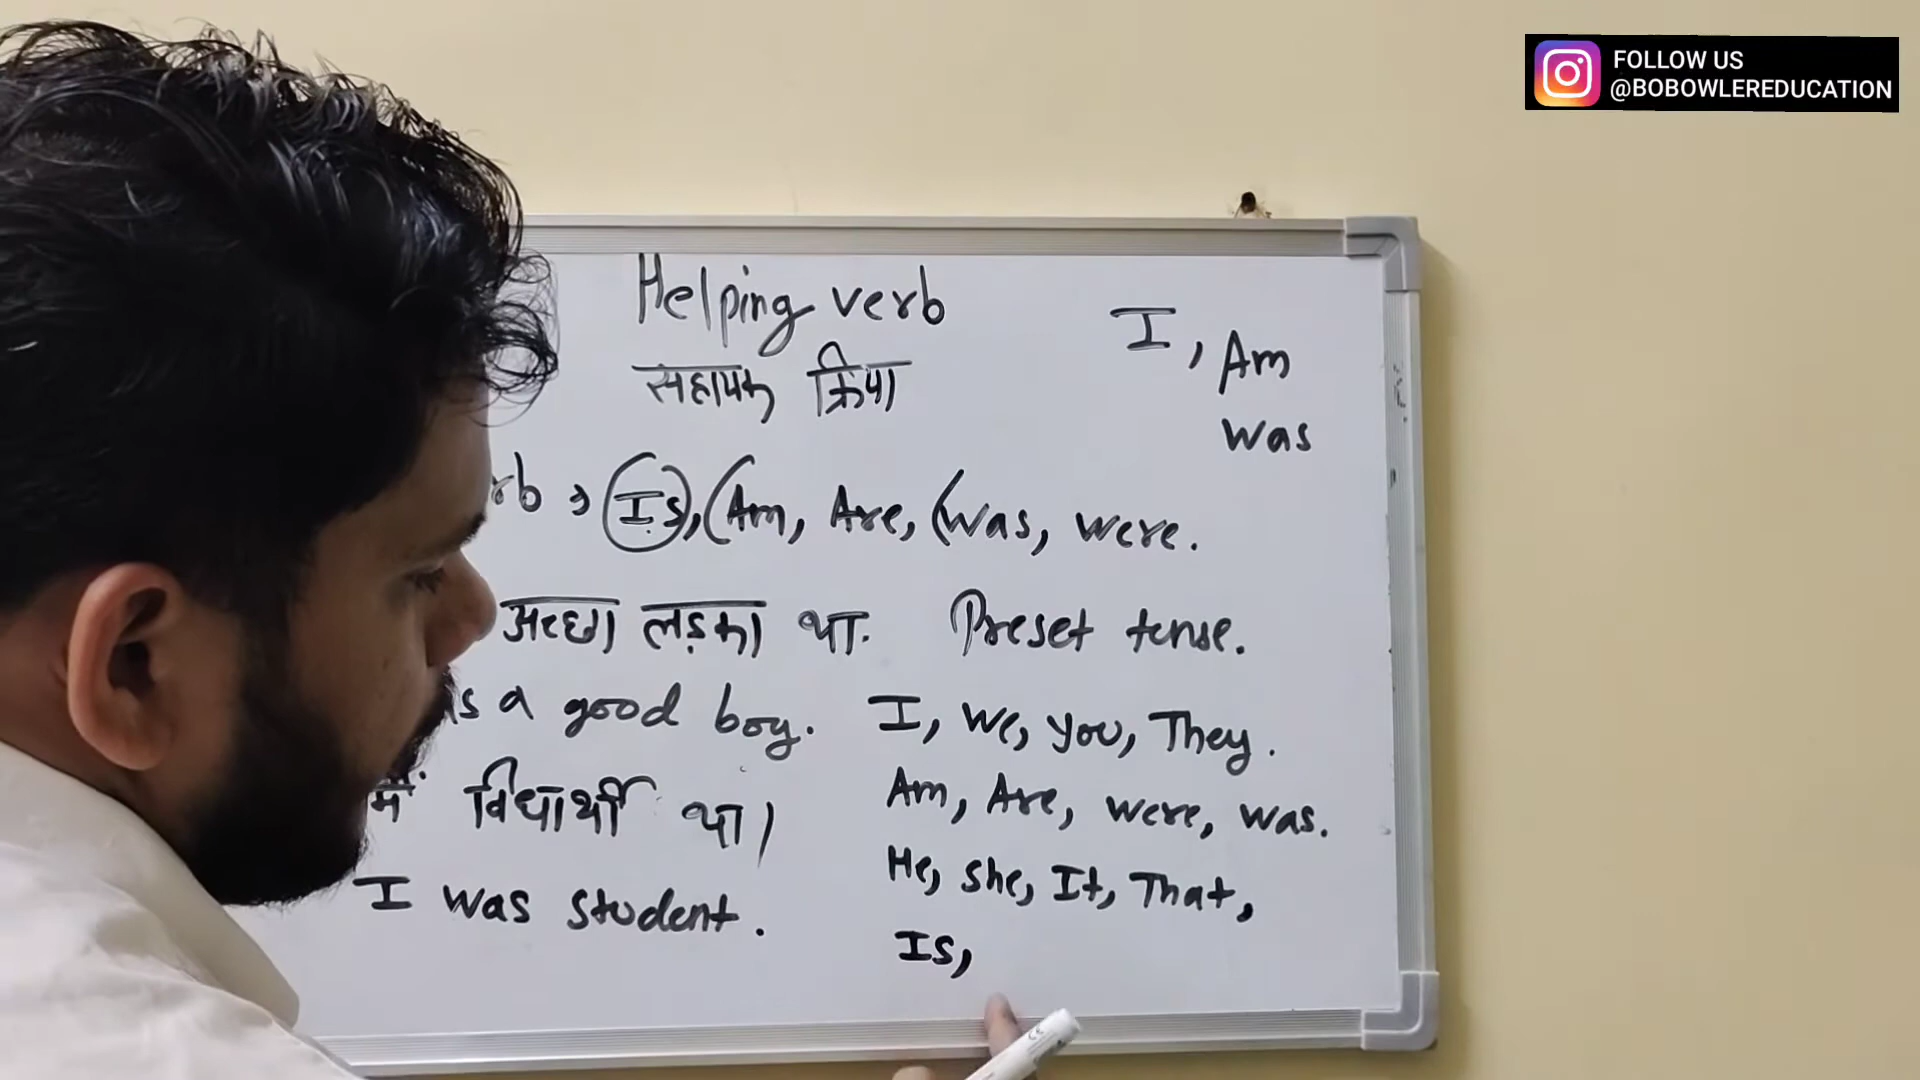 FOLLOW US
@BOBOWLEREDUCATION
Helping verb
सहायक क्रिया
I, Am
was
Is, (Am, Are, (was, were.
अच्छा लड़का था.
a good boy.
मैं विद्यार्थी था।
I was student.
Preset tense.
I, We, you, They.
Am, Are, were, was.
He, she, It, That,
Is,